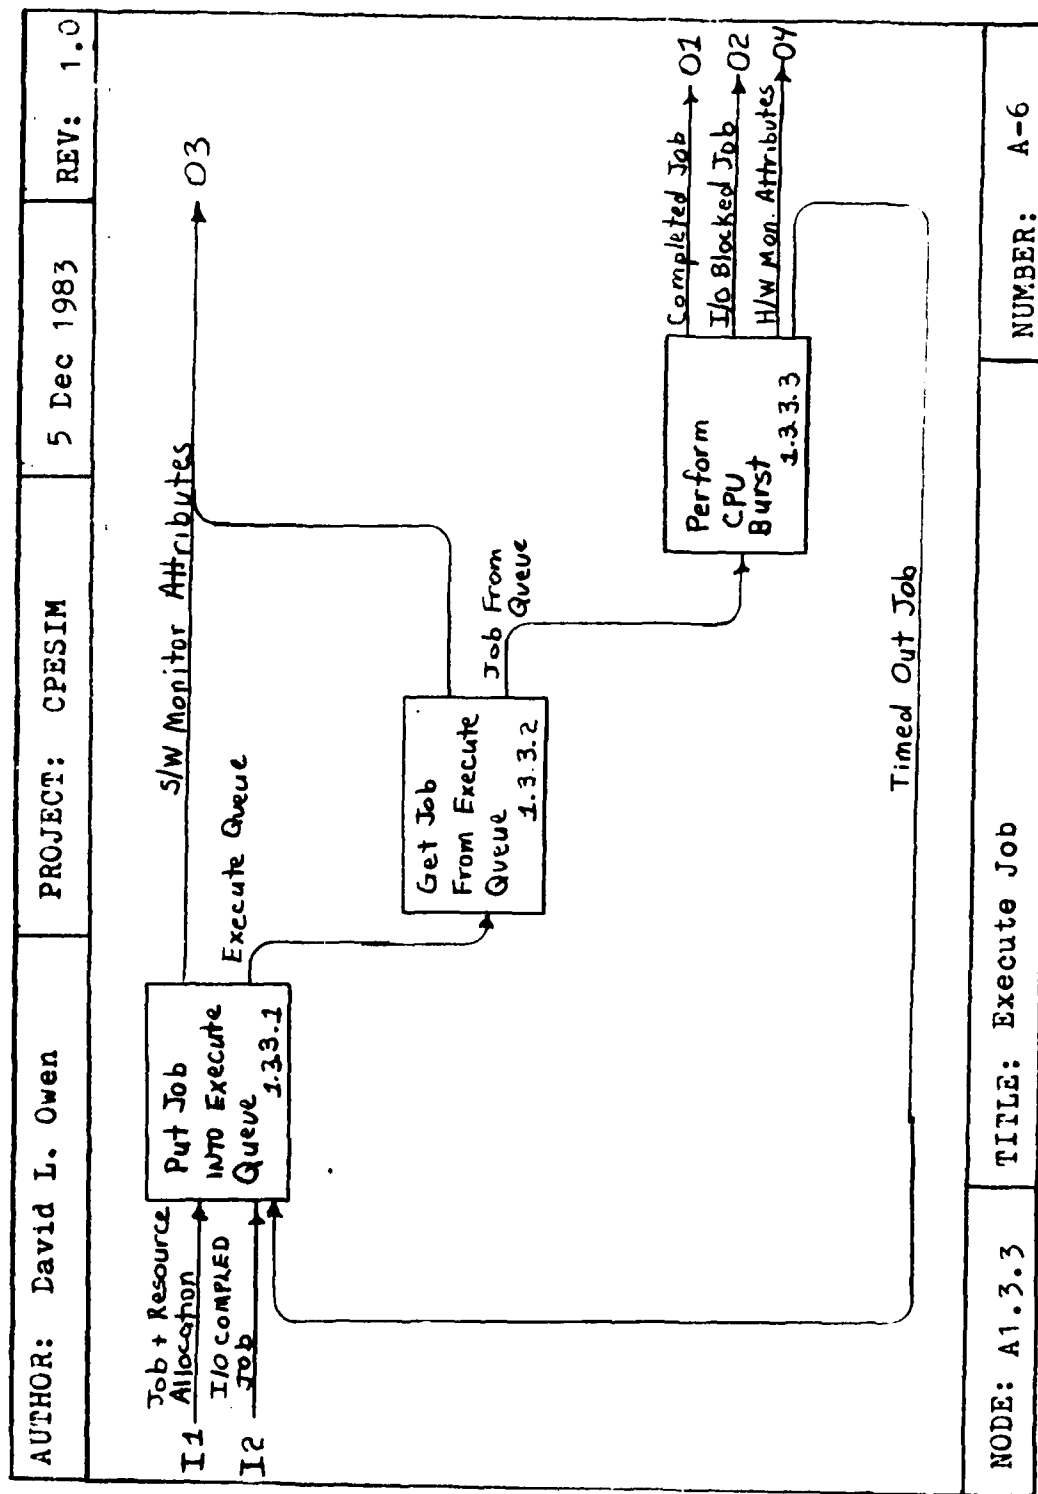 AUTHOR: David L. Owen
PROJECT: CPESIM
5 Dec 1983
REV: 1.0
I1
Job + Resource
Allocation
I2
I/O COMPLED
Job
Put Job
INTO Execute
Queue
1.3.3.1
S/W Monitor Attributes
O3
Execute Queue
Get Job
From Execute
Queue
1.3.3.2
Job From
Queue
Perform
CPU
Burst
1.3.3.3
Completed Job
O1
I/O Blocked Job
O2
H/W Mon. Attributes
O4
Timed Out Job
NODE: A1.3.3
TITLE: Execute Job
NUMBER: A-6